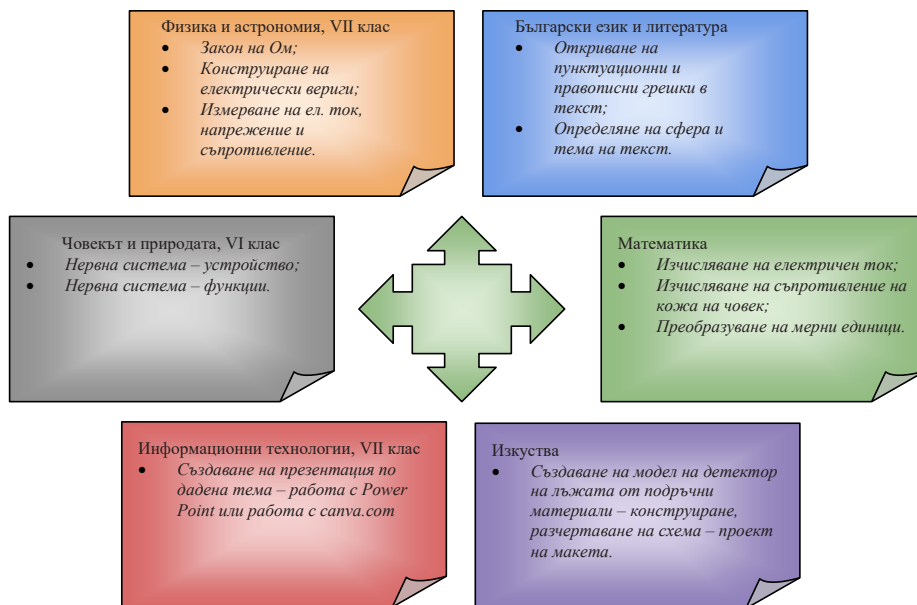 Физика и астрономия, VII клас
• Закон на Ом;
• Конструиране на
електрически вериги;
• Измерване на ел. ток,
напрежение и
съпротивление.
Български език и литература
• Откриване на
пунктуационни и
правописни грешки в
текст;
• Определяне на сфера и
тема на текст.
Човекът и природата, VI клас
• Нервна система – устройство;
• Нервна система – функции.
Математика
• Изчисляване на електричен ток;
• Изчисляване на съпротивление на
кожа на човек;
• Преобразуване на мерни единици.
Информационни технологии, VII клас
• Създаване на презентация по
дадена тема – работа с Power
Point или работа с canva.com
Изкуства
• Създаване на модел на детектор
на лъжата от подръчни
материали – конструиране,
разчертаване на схема – проект
на макета.